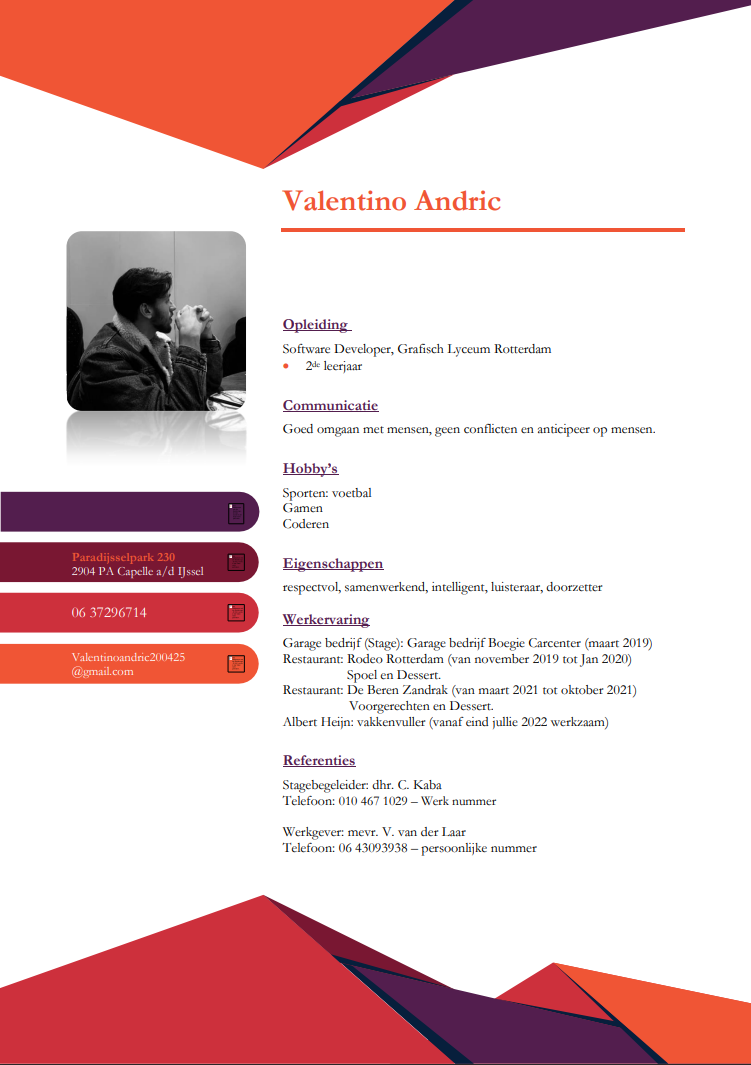 Valentino Andric
Opleiding
Software Developer, Grafisch Lyceum Rotterdam
• 2de leerjaar
Communicatie
Goed omgaan met mensen, geen conflicten en anticipeer op mensen.
Hobby's
Sporten: voetbal
Gamen
Coderen
Eigenschappen
respectvol, samenwerkend, intelligent, luisteraar, doorzetter
Werkervaring
Garage bedrijf (Stage): Garage bedrijf Boegie Carcenter (maart 2019)
Restaurant: Rodeo Rotterdam (van november 2019 tot Jan 2020)
Spoel en Dessert.
Restaurant: De Beren Zandrak (van maart 2021 tot oktober 2021)
Voorgerechten en Dessert.
Albert Heijn: vakkenvuller (vanaf eind jullie 2022 werkzaam)
Referenties
Stagebegeleider: dhr. C. Kaba
Telefoon: 010 467 1029 – Werk nummer
Werkgever: mevr. V. van der Laar
Telefoon: 06 43093938 – persoonlijke nummer
Paradijsselpark 230
2904 PA Capelle a/d IJssel
06 37296714
Valentinoandric200425
@gmail.com